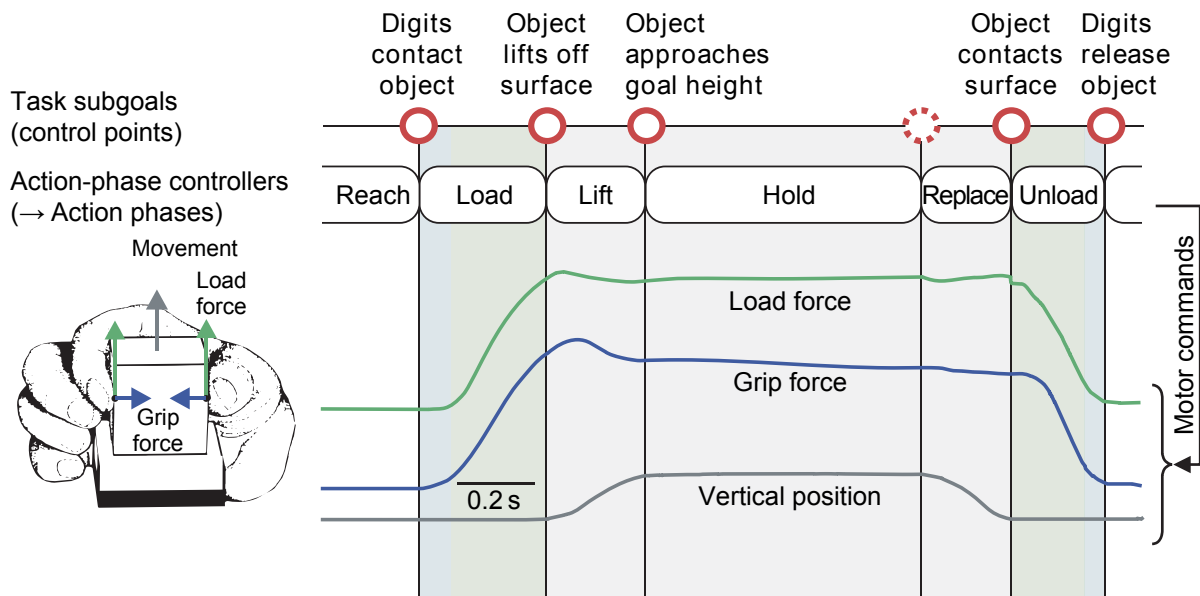 Digits
contact
object
Object
lifts off
surface
Object
approaches
goal height
Object
contacts
surface
Digits
release
object
Task subgoals
(control points)
Action-phase controllers
(→ Action phases)
Reach
Load
Lift
Hold
Replace
Unload
Movement
Load
force
Grip
force
Load force
Grip force
0.2 s
Vertical position
Motor commands